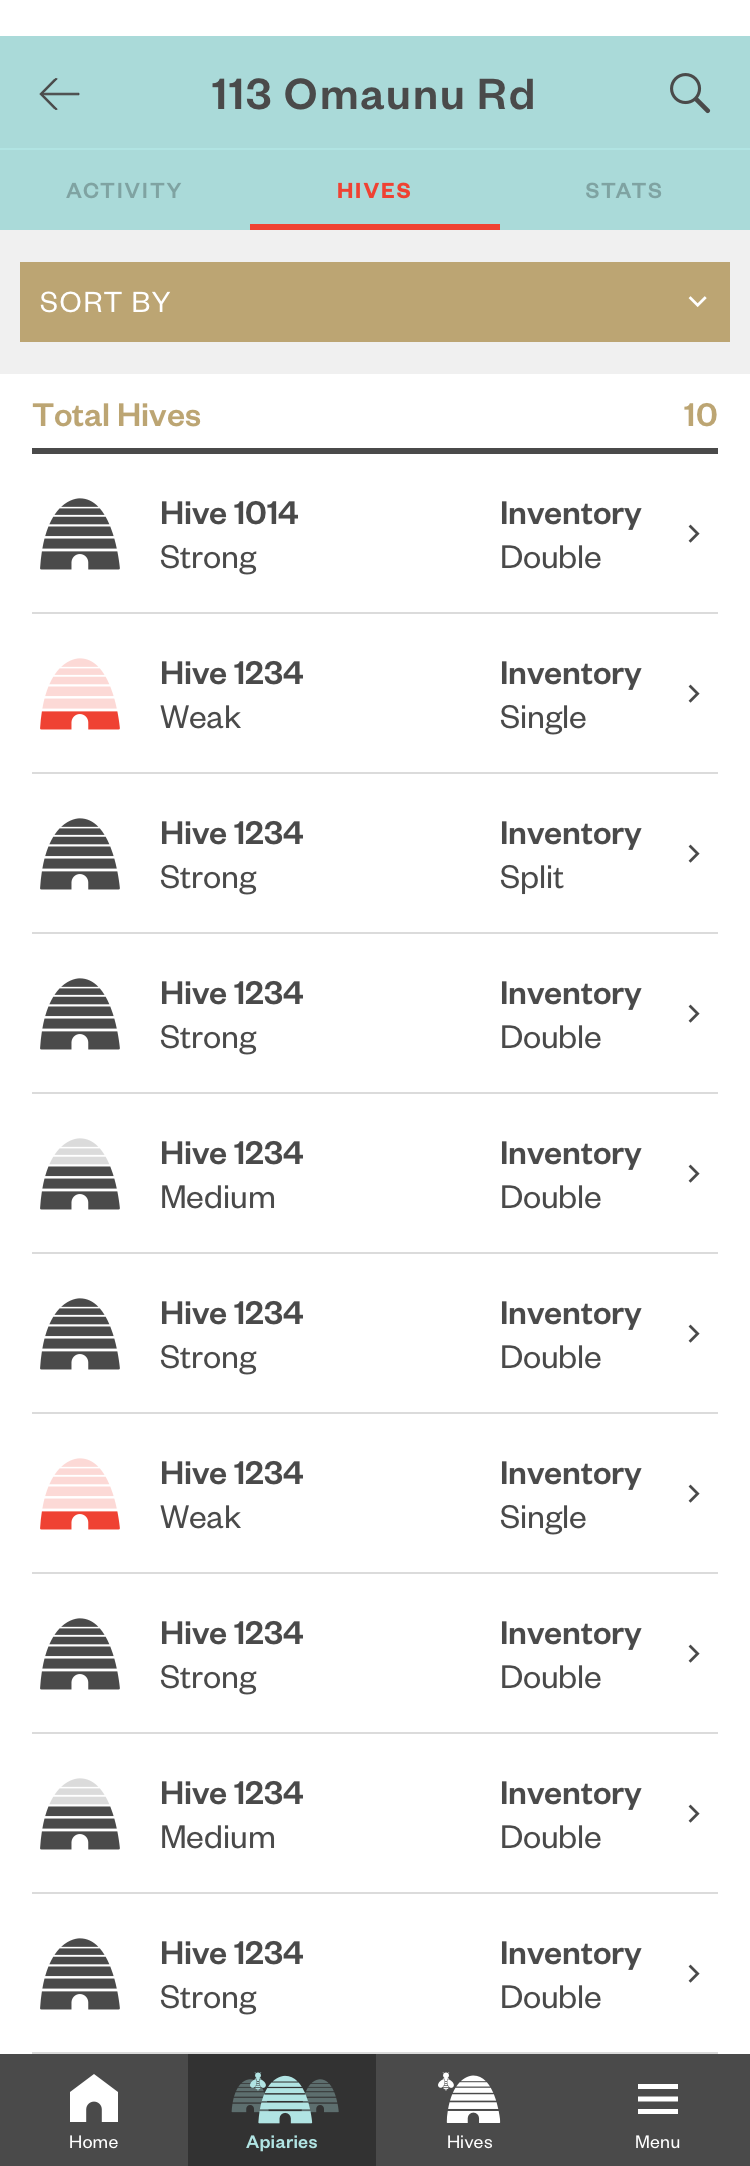 113 Omaunu Rd
ACTIVITY HIVES STATS
SORT BY
Total Hives 10
Hive 1014 Inventory
Strong Double
Hive 1234 Inventory
Weak Single
Hive 1234 Inventory
Strong Split
Hive 1234 Inventory
Strong Double
Hive 1234 Inventory
Medium Double
Hive 1234 Inventory
Strong Double
Hive 1234 Inventory
Weak Single
Hive 1234 Inventory
Strong Double
Hive 1234 Inventory
Medium Double
Hive 1234 Inventory
Strong Double
Home Apiaries Hives Menu